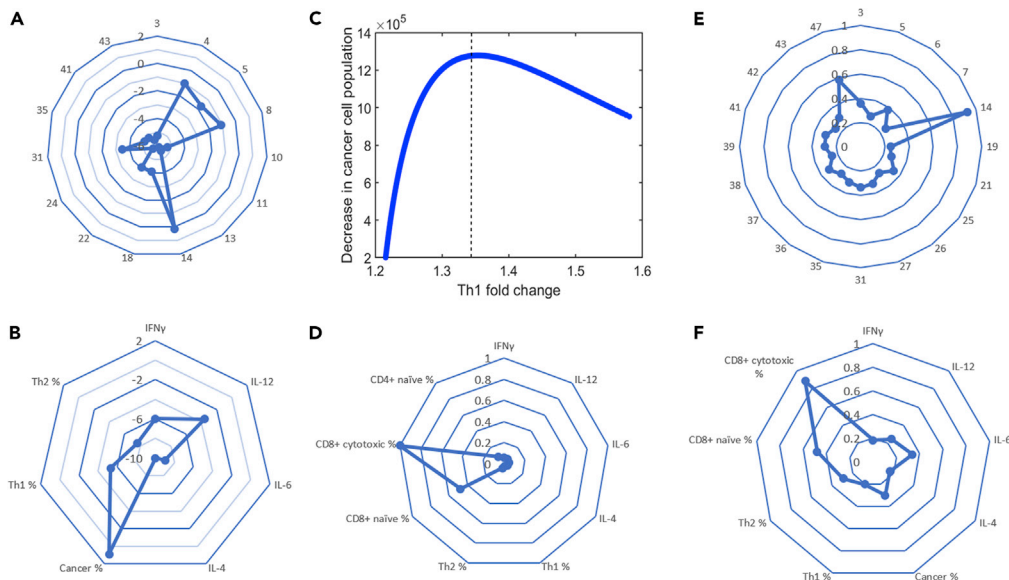 A
3
4
5
8
10
11
13
14
18
22
24
31
35
41
43
2
0
-2
-4
C
14 ×10⁵
12
10
8
6
4
2
1.2 1.3 1.4 1.5 1.6
Decrease in cancer cell population
Th1 fold change
E
3
5
6
7
14
19
21
25
26
27
31
35
36
37
38
39
41
42
43
47
1
0.8
0.6
0.4
0.2
0
B
IFNγ
IL-12
IL-6
IL-4
Cancer %
Th1 %
Th2 %
2
-2
-6
-10
D
IFNγ
IL-12
IL-6
IL-4
Th1 %
Th2 %
CD8+ naïve %
CD8+ cytotoxic %
CD4+ naïve %
1
0.8
0.6
0.4
0.2
0
F
IFNγ
IL-12
IL-6
IL-4
Cancer %
Th1 %
Th2 %
CD8+ naïve %
CD8+ cytotoxic
%
1
0.8
0.6
0.4
0.2
0